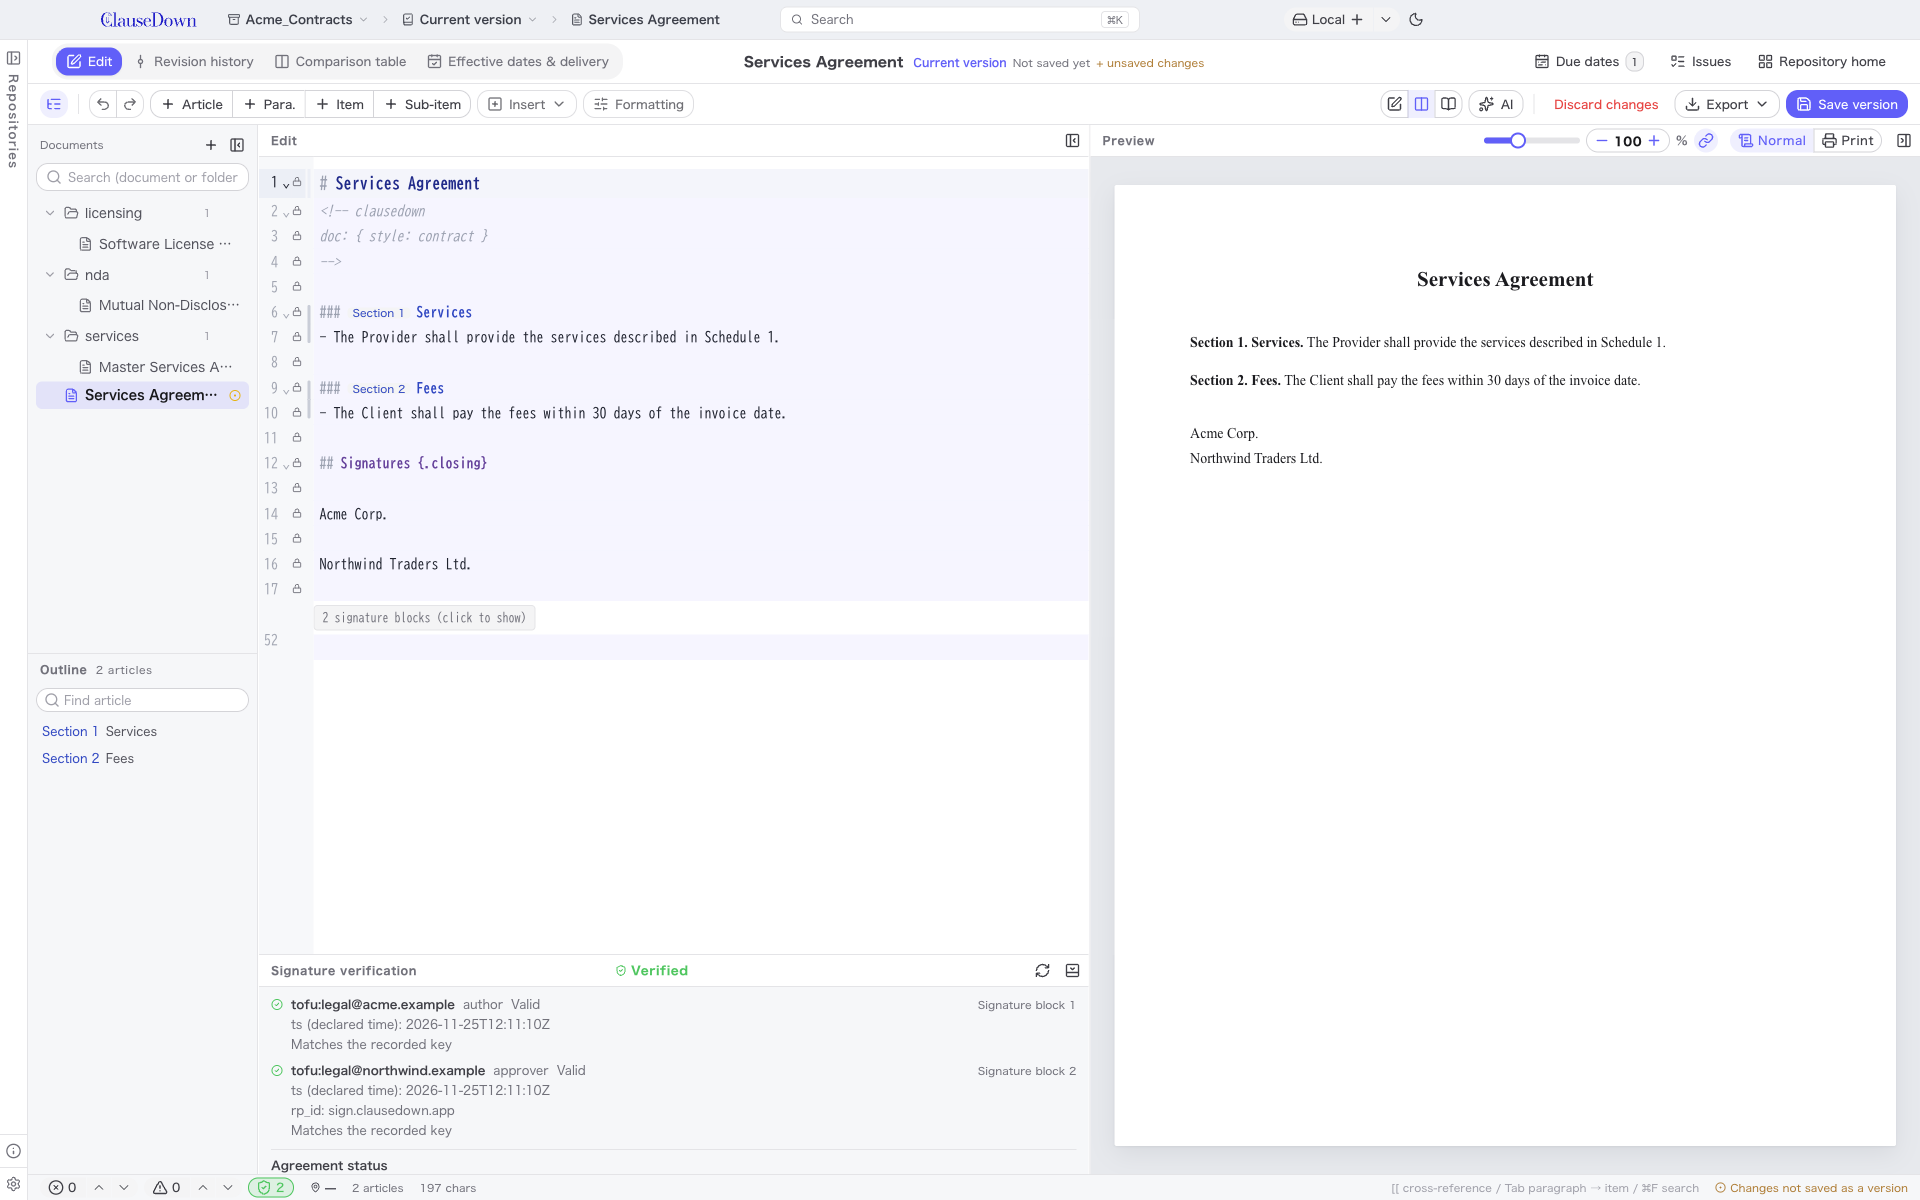 ClauseDown
Acme_Contracts
Current version
Services Agreement
Search
⌘K
Local
Edit
Revision history
Comparison table
Effective dates & delivery
Services Agreement Current version Not saved yet + unsaved changes
Due dates 1
Issues
Repository home
Repositories
Article
Para.
Item
Sub-item
Insert
Formatting
AI
Discard changes
Export
Save version
Documents
Search (document or folder
licensing 1
Software License ⋯
nda 1
Mutual Non-Disclos⋯
services 1
Master Services A⋯
Services Agreem⋯
Outline 2 articles
Find article
Section 1 Services
Section 2 Fees
Edit
1 # Services Agreement
2 <!-- clausedown
3 doc: { style: contract }
4 -->
5
6 ### Section 1 Services
7 - The Provider shall provide the services described in Schedule 1.
8
9 ### Section 2 Fees
10 - The Client shall pay the fees within 30 days of the invoice date.
11
12 ## Signatures {.closing}
13
14 Acme Corp.
15
16 Northwind Traders Ltd.
17
2 signature blocks (click to show)
52
Signature verification
Verified
tofu:legal@acme.example author Valid Signature block 1
ts (declared time): 2026-11-25T12:11:10Z
Matches the recorded key
tofu:legal@northwind.example approver Valid Signature block 2
ts (declared time): 2026-11-25T12:11:10Z
rp_id: sign.clausedown.app
Matches the recorded key
Agreement status
Preview
100 %
Normal
Print
Services Agreement
Section 1. Services. The Provider shall provide the services described in Schedule 1.
Section 2. Fees. The Client shall pay the fees within 30 days of the invoice date.
Acme Corp.
Northwind Traders Ltd.
0
0
2
—
2 articles
197 chars
[[ cross-reference / Tab paragraph → item / ⌘F search
Changes not saved as a version